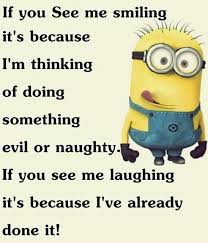 If you See me smiling
it's because
I'm thinking
of doing
something
evil or naughty.
If you see me laughing
it's because I've already
done it!